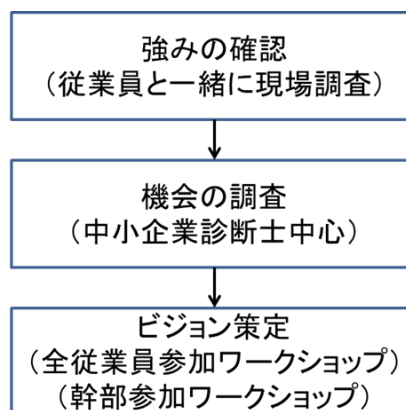 強みの確認
（従業員と一緒に現場調査）
機会の調査
（中小企業診断士中心）
ビジョン策定
（全従業員参加ワークショップ）
（幹部参加ワークショップ）